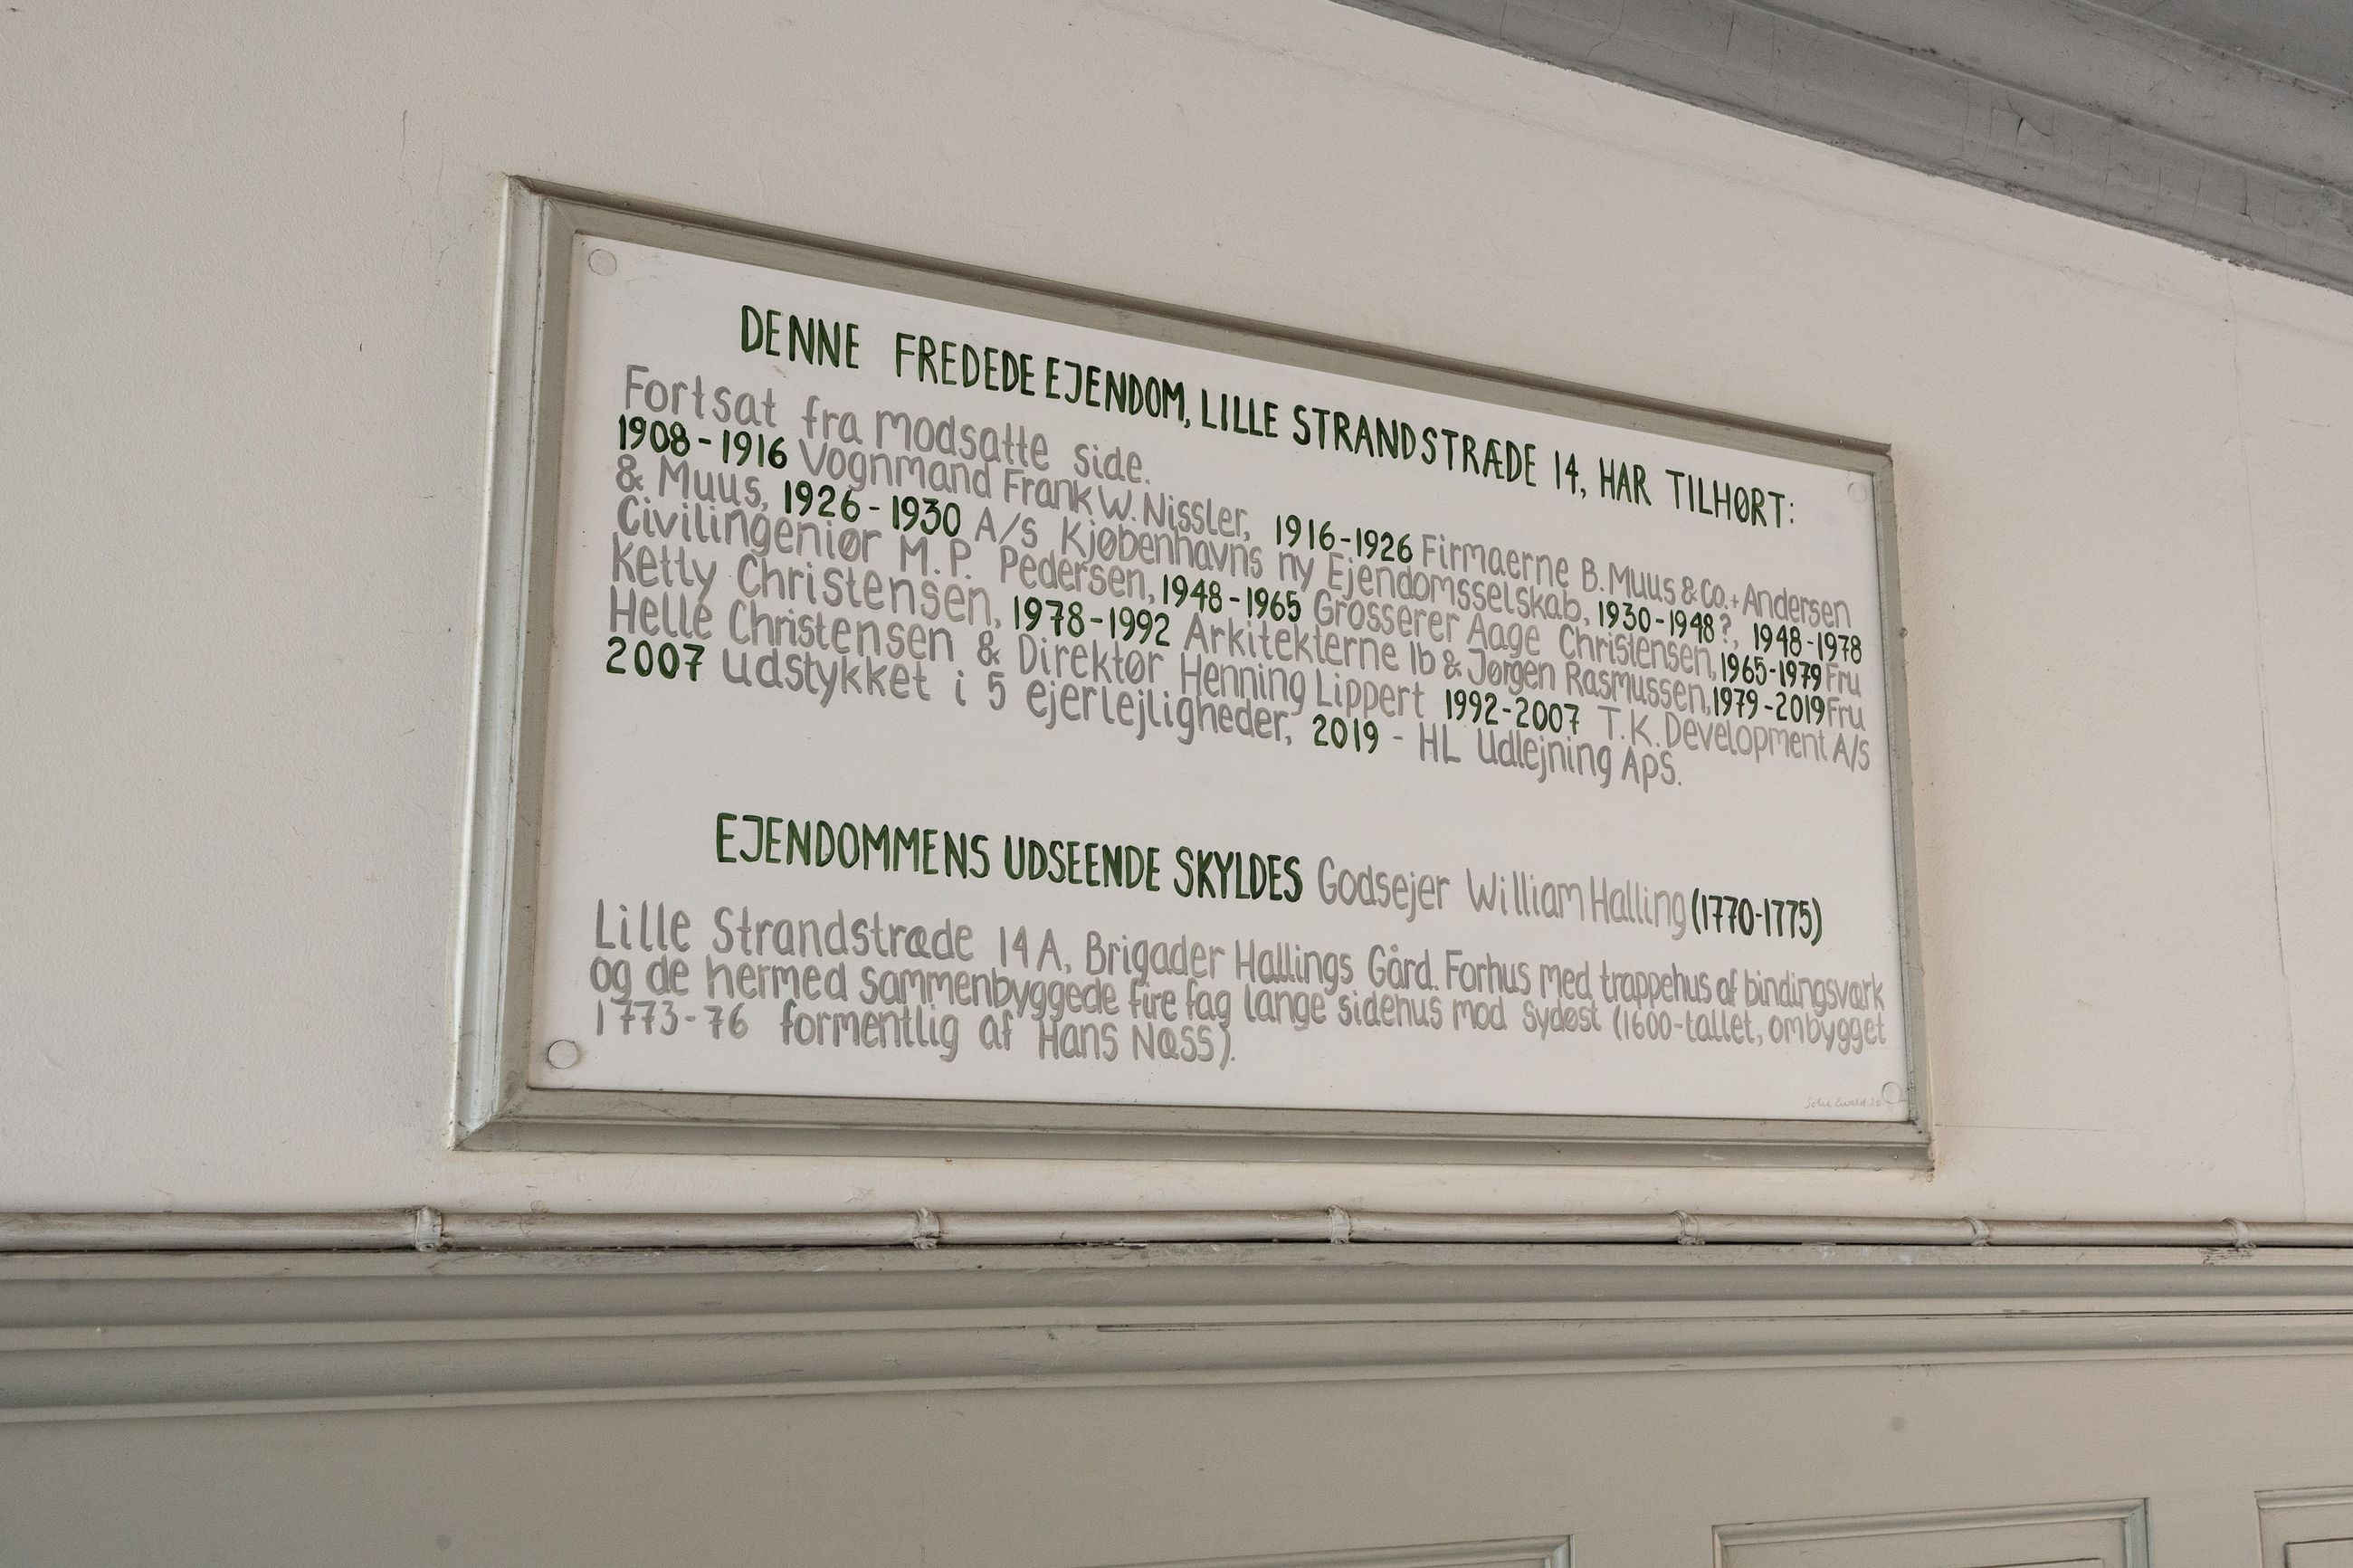 DENNE FREDEDE EJENDOM, LILLE STRANDSTRÆDE 14, HAR TILHØRT:
Fortsat fra modsatte side.
1908-1916 Vognmand Frank W. Nissler, 1916-1926 Firmaerne B. Muus & Co. + Andersen
& Muus, 1926-1930 A/S Kjøbenhavns ny Ejendomsselskab, 1930-1948?, 1948-1978
Civilingeniør M.P. Pedersen, 1948-1965 Grosserer Aage Christensen, 1965-1979 Fru
Ketty Christensen, 1978-1992 Arkitekterne Ib & Jørgen Rasmussen, 1979-2019 Fru
Helle Christensen & Direktør Henning Lippert 1992-2007 T.K. Development A/S
2007 udstykket i 5 ejerlejligheder, 2019 - HL Udlejning ApS.
EJENDOMMENS UDSEENDE SKYLDES Godsejer William Halling (1770-1775)
Lille Strandstræde 14 A, Brigader Hallings Gård. Forhus med trappehus af bindingsværk
og de hermed sammenbyggede fire fag lange sidehus mod sydøst (1600-tallet, ombygget
1773-76 formentlig af Hans Næss).